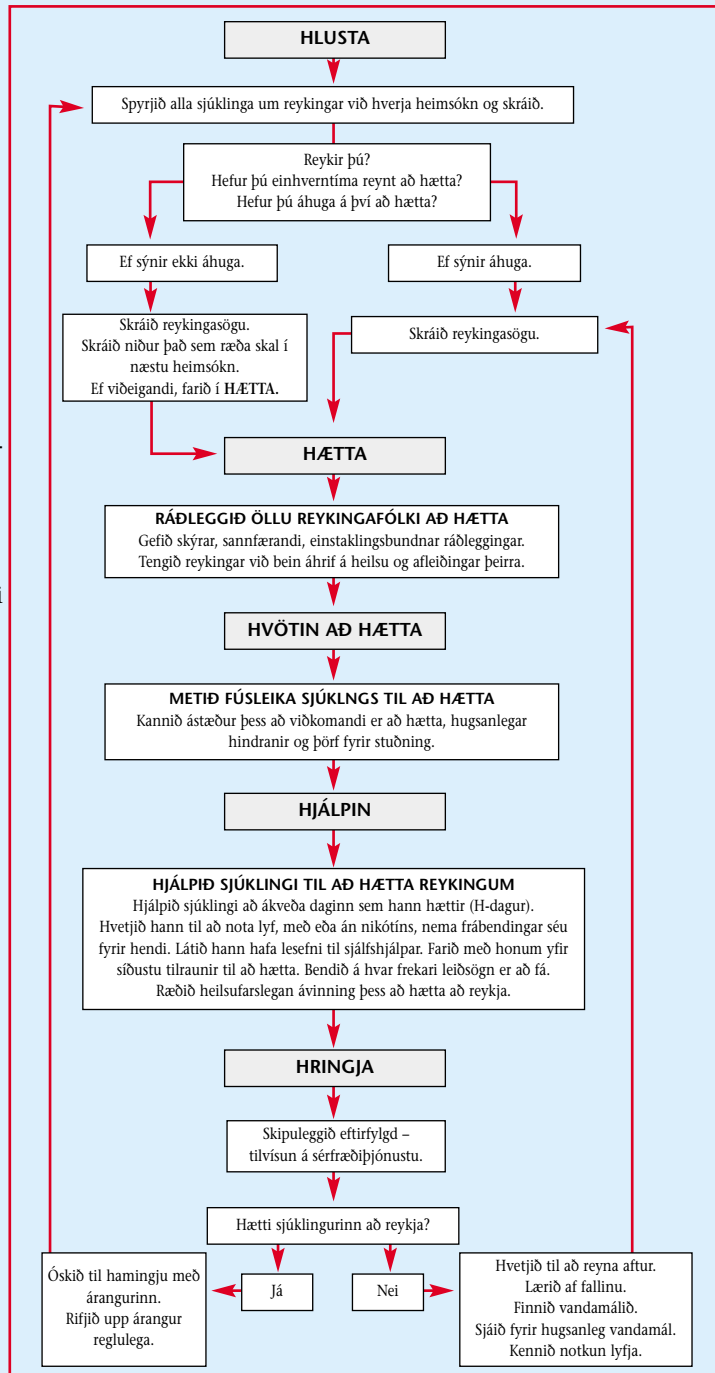 HLUSTA
Spyrjið alla sjúklinga um reykingar við hverja heimsókn og skráið.
Reykir þú?
Hefur þú einhverntíma reynt að hætta?
Hefur þú áhuga á því að hætta?
Ef sýnir ekki áhuga.
Ef sýnir áhuga.
Skráið reykingasögu.
Skráið niður það sem ræða skal í
næstu heimsókn.
Ef viðeigandi, farið í HÆTTA.
Skráið reykingasögu.
HÆTTA
RÁÐLEGGIÐ ÖLLU REYKINGAFÓLKI AÐ HÆTTA
Gefið skýrar, sannfærandi, einstaklingsbundnar ráðleggingar.
Tengið reykingar við bein áhrif á heilsu og afleiðingar þeirra.
i
HVÖTIN AÐ HÆTTA
METIÐ FÚSLEIKA SJÚKLNGS TIL AÐ HÆTTA
Kannið ástæður þess að viðkomandi er að hætta, hugsanlegar
hindranir og þörf fyrir stuðning.
HJÁLPIN
HJÁLPIÐ SJÚKLINGI TIL AÐ HÆTTA REYKINGUM
Hjálpið sjúklingi að ákveða daginn sem hann hættir (H-dagur).
Hvetjið hann til að nota lyf, með eða án nikótíns, nema frábendingar séu
fyrir hendi. Látið hann hafa lesefni til sjálfshjálpar. Farið með honum yfir
síðustu tilraunir til að hætta. Bendið á hvar frekari leiðsögn er að fá.
Ræðið heilsufarslegan ávinning þess að hætta að reykja.
HRINGJA
Skipuleggið eftirfylgd –
tilvísun á sérfræðiþjónustu.
Hætti sjúklingurinn að reykja?
Óskið til hamingju með
árangurinn.
Rifjið upp árangur
reglulega.
Já
Nei
Hvetjið til að reyna aftur.
Lærið af fallinu.
Finnið vandamálið.
Sjáið fyrir hugsanleg vandamál.
Kennið notkun lyfja.